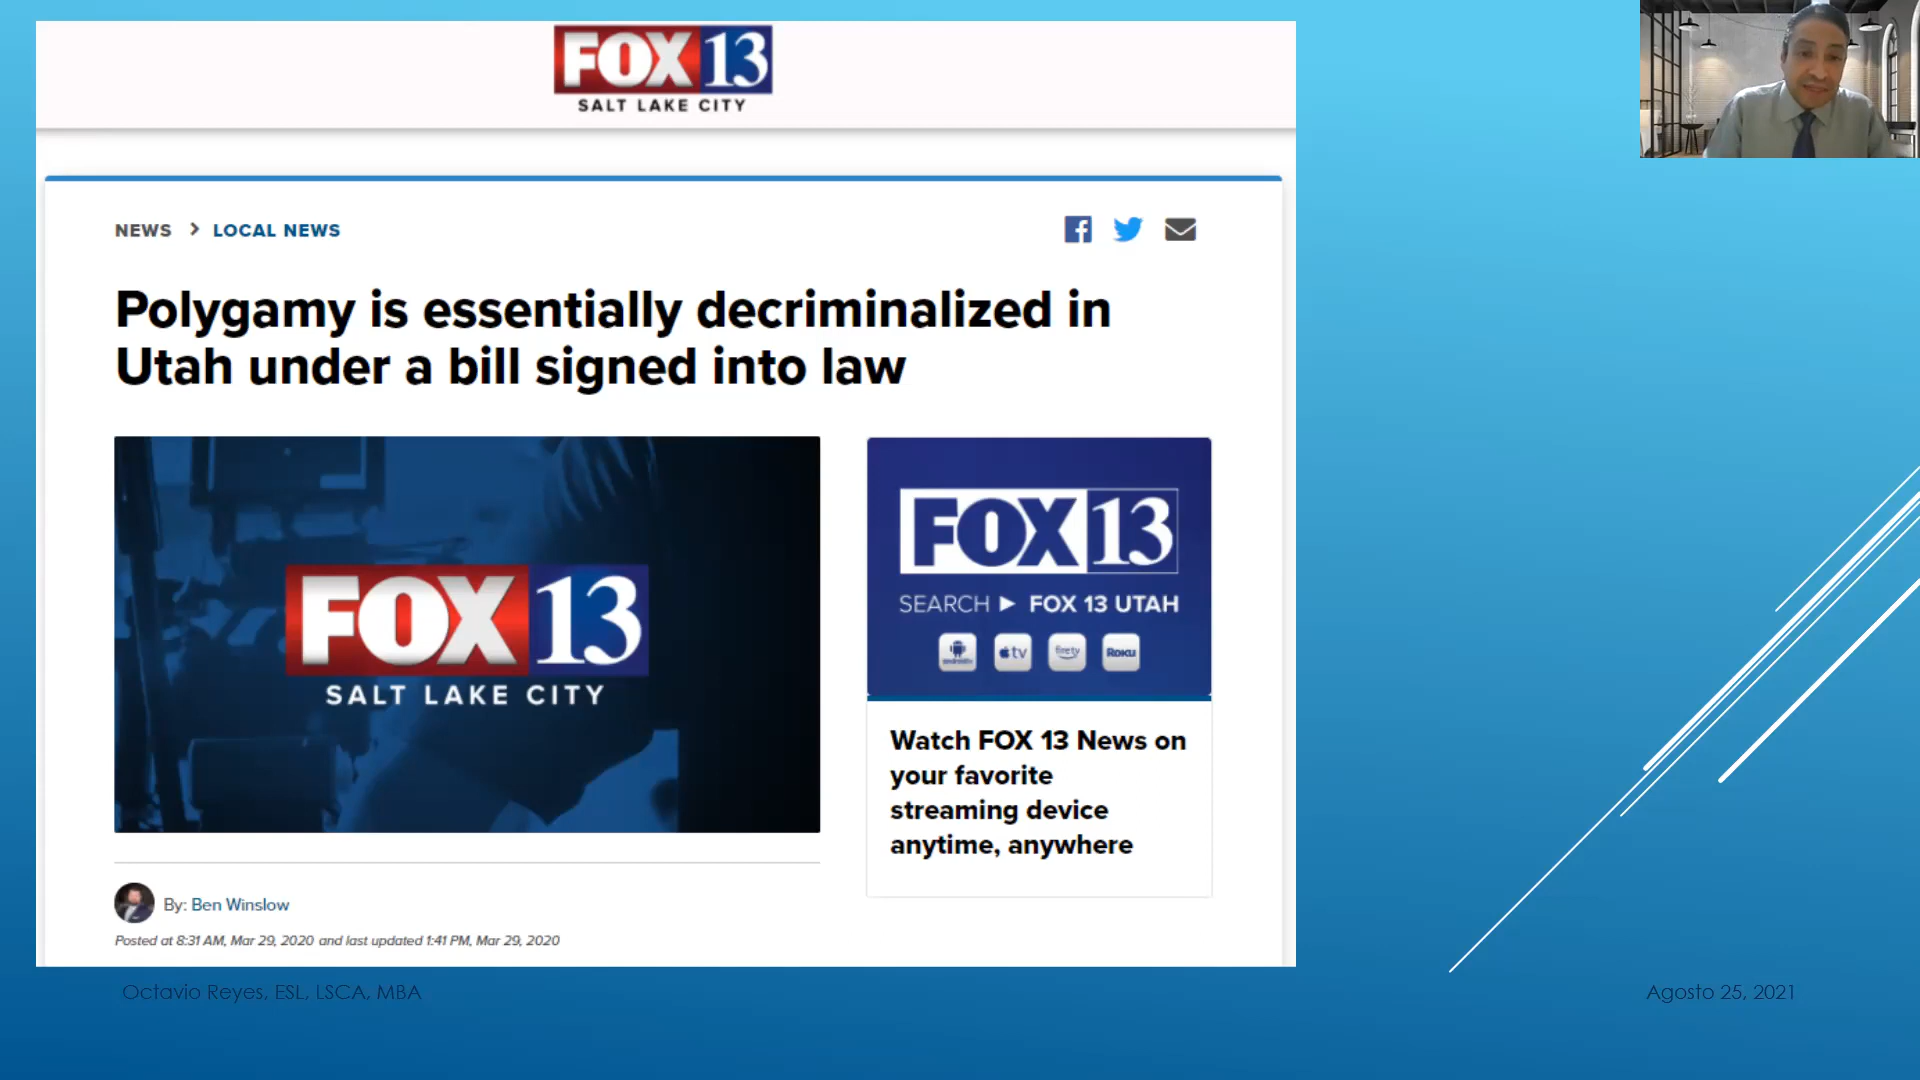 FOX 13
SALT LAKE CITY
NEWS > LOCAL NEWS
Polygamy is essentially decriminalized in
Utah under a bill signed into law
FOX 13
SALT LAKE CITY
FOX 13
SEARCH ▶ FOX 13 UTAH
androidtv
tv
fire tv
ROKU
Watch FOX 13 News on
your favorite
streaming device
anytime, anywhere
By: Ben Winslow
Posted at 8:31 AM, Mar 29, 2020 and last updated 1:41 PM, Mar 29, 2020
Octavio Reyes, ESL, LSCA, MBA
Agosto 25, 2021